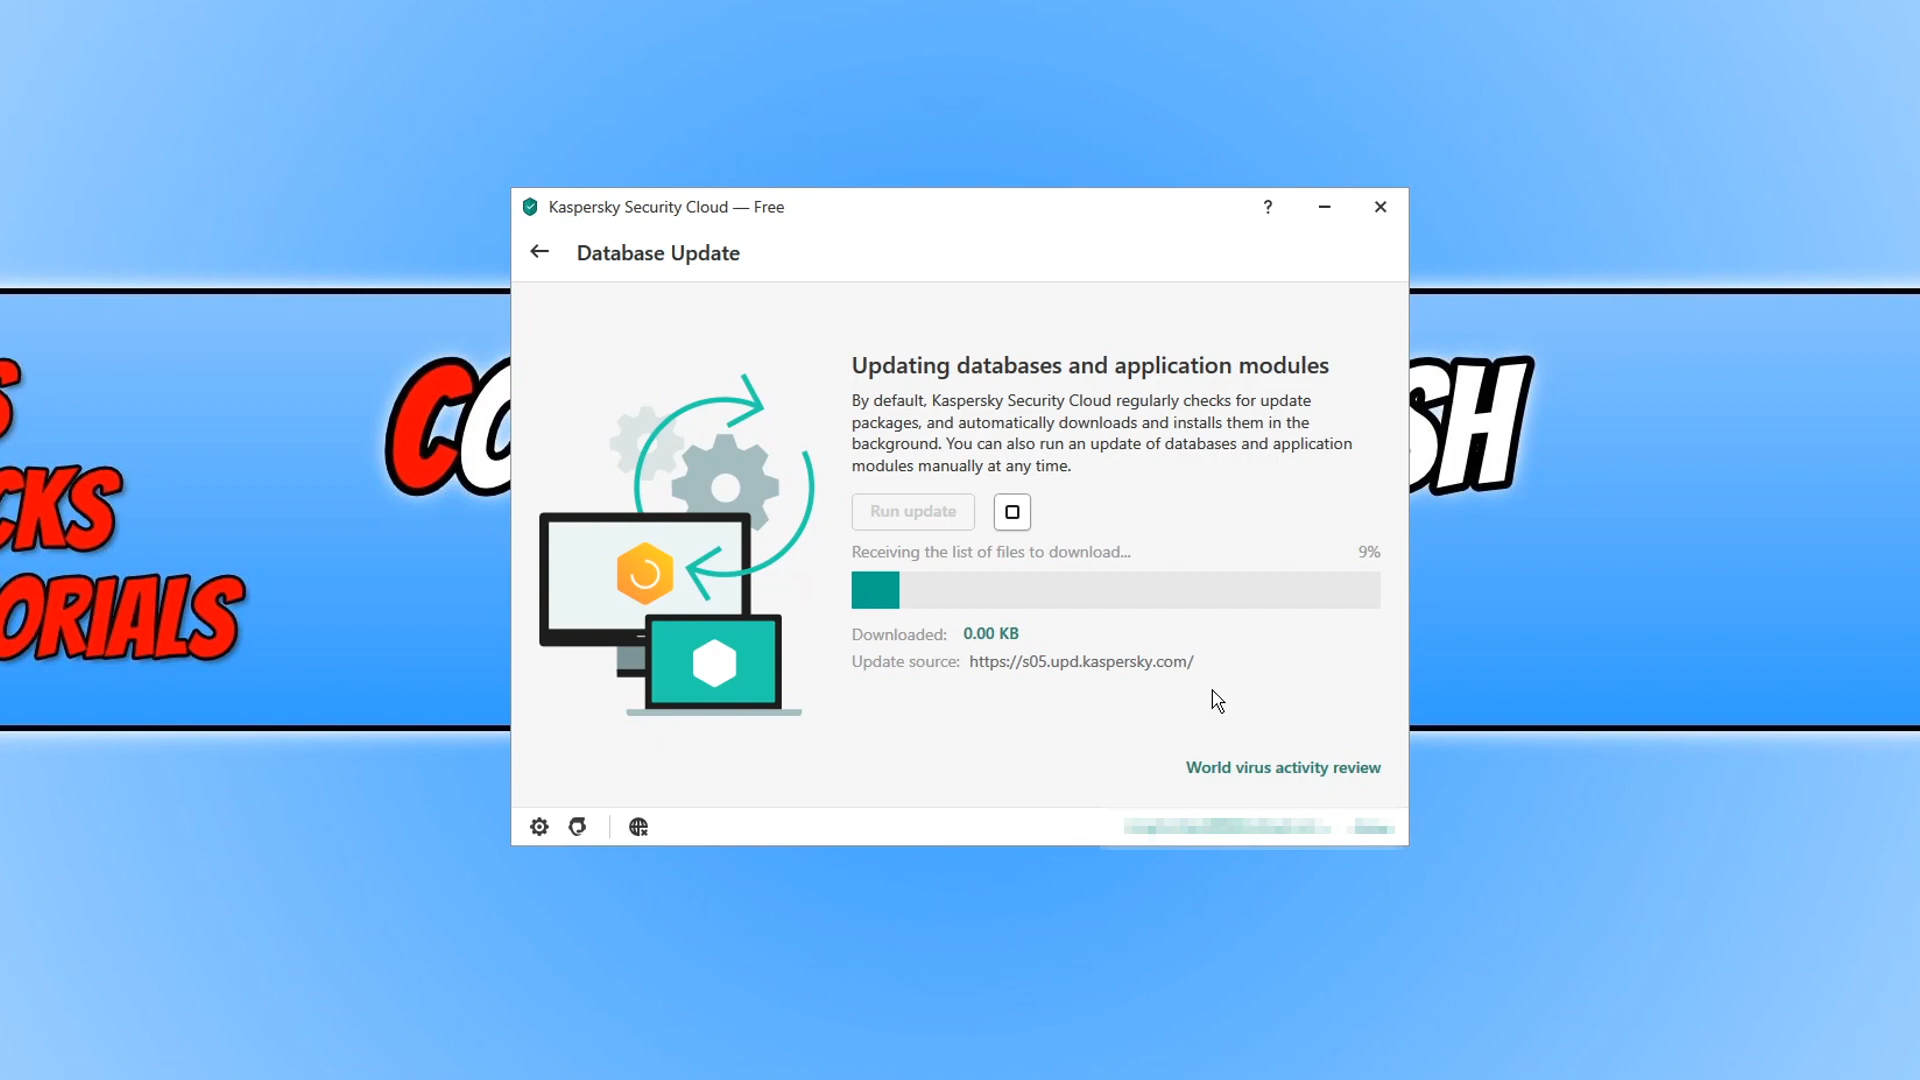 Kaspersky Security Cloud — Free
?
Database Update
Updating databases and application modules
By default, Kaspersky Security Cloud regularly checks for update
packages, and automatically downloads and installs them in the
background. You can also run an update of databases and application
modules manually at any time.
Run update
Receiving the list of files to download... 9%
Downloaded: 0.00 KB
Update source: https://s05.upd.kaspersky.com/
World virus activity review